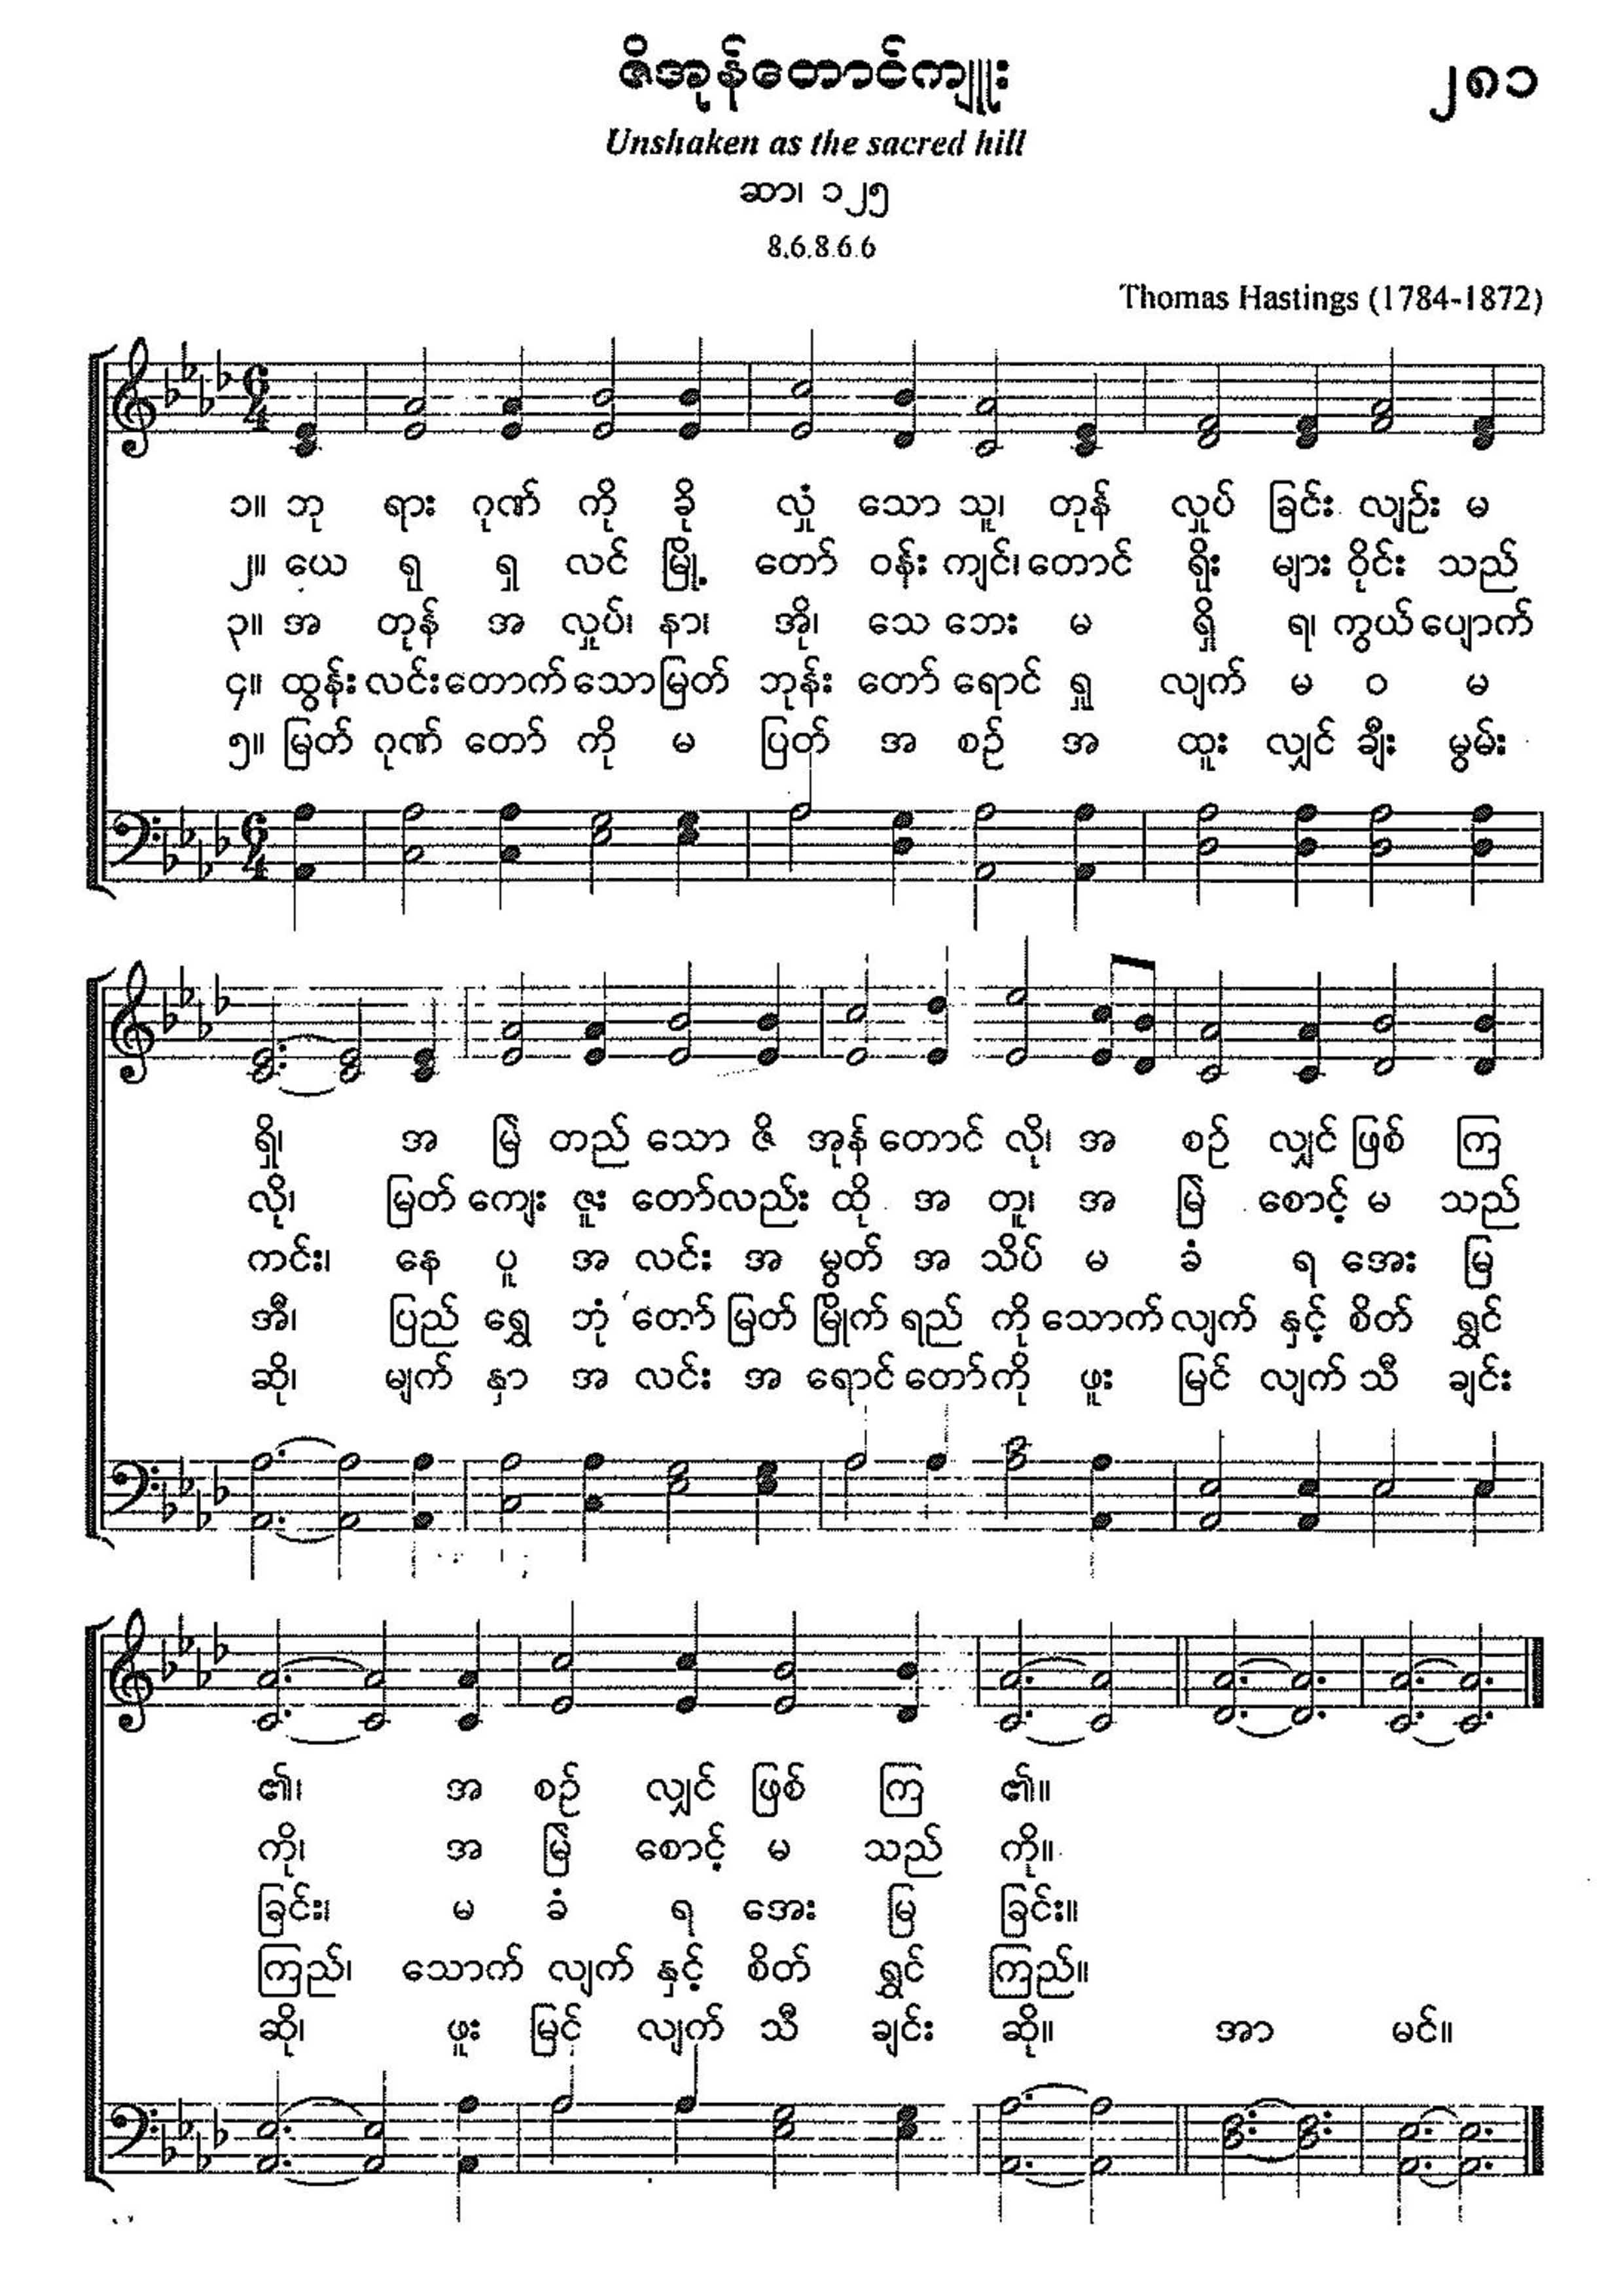 ဇိအုန်တောင်ကျူး
၂၈၁
Unshaken as the sacred hill
ဆာ၊ ၁၂၅
8.6.8.6.6
Thomas Hastings (1784-1872)
6 4
၁။ ဘု ရား ဂုဏ် ကို ခို လှုံ သော သူ၊ တုန် လှုပ် ခြင်း လျဉ်း မ
၂။ ယေ ရု ရှ လင် မြို့ တော် ဝန်း ကျင်၊ တောင် ရှိုး များ ဝိုင်း သည်
၃။ အ တုန် အ လှုပ်၊ နာ၊ အို၊ သေ ဘေး မ ရှိ ရ၊ ကွယ် ပျောက်
၄။ ထွန်း လင်း တောက် သော မြတ် ဘုန်း တော် ရောင် ရှု လျက် မ ဝ မ
၅။ မြတ် ဂုဏ် တော် ကို မ ပြတ် အ စဉ် အ ထူး လျှင် ချီး မွမ်း
6 4
ရှိ၊ အ မြဲ တည် သော ဇိ အုန် တောင် လို၊ အ စဉ် လျှင် ဖြစ် ကြ
လို၊ မြတ် ကျေး ဇူး တော် လည်း ထို အ တူ၊ အ မြဲ စောင့် မ သည်
ကင်း၊ နေ ပူ အ လင်း အ မွတ် အ သိပ် မ ခံ ရ အေး မြ
အီ၊ ပြည် ရွှေ ဘုံ တော် မြတ် မြိုက် ရည် ကို သောက် လျက် နှင့် စိတ် ရွှင်
ဆို၊ မျက် နှာ အ လင်း အ ရောင် တော် ကို ဖူး မြင် လျက် သီ ချင်း
၏၊ အ စဉ် လျှင် ဖြစ် ကြ ၏။
ကို၊ အ မြဲ စောင့် မ သည် ကို။
ခြင်း၊ မ ခံ ရ အေး မြ ခြင်း။
ကြည်၊ သောက် လျက် နှင့် စိတ် ရွှင် ကြည်။
ဆို၊ ဖူး မြင် လျက် သီ ချင်း ဆို။ အာ မင်။